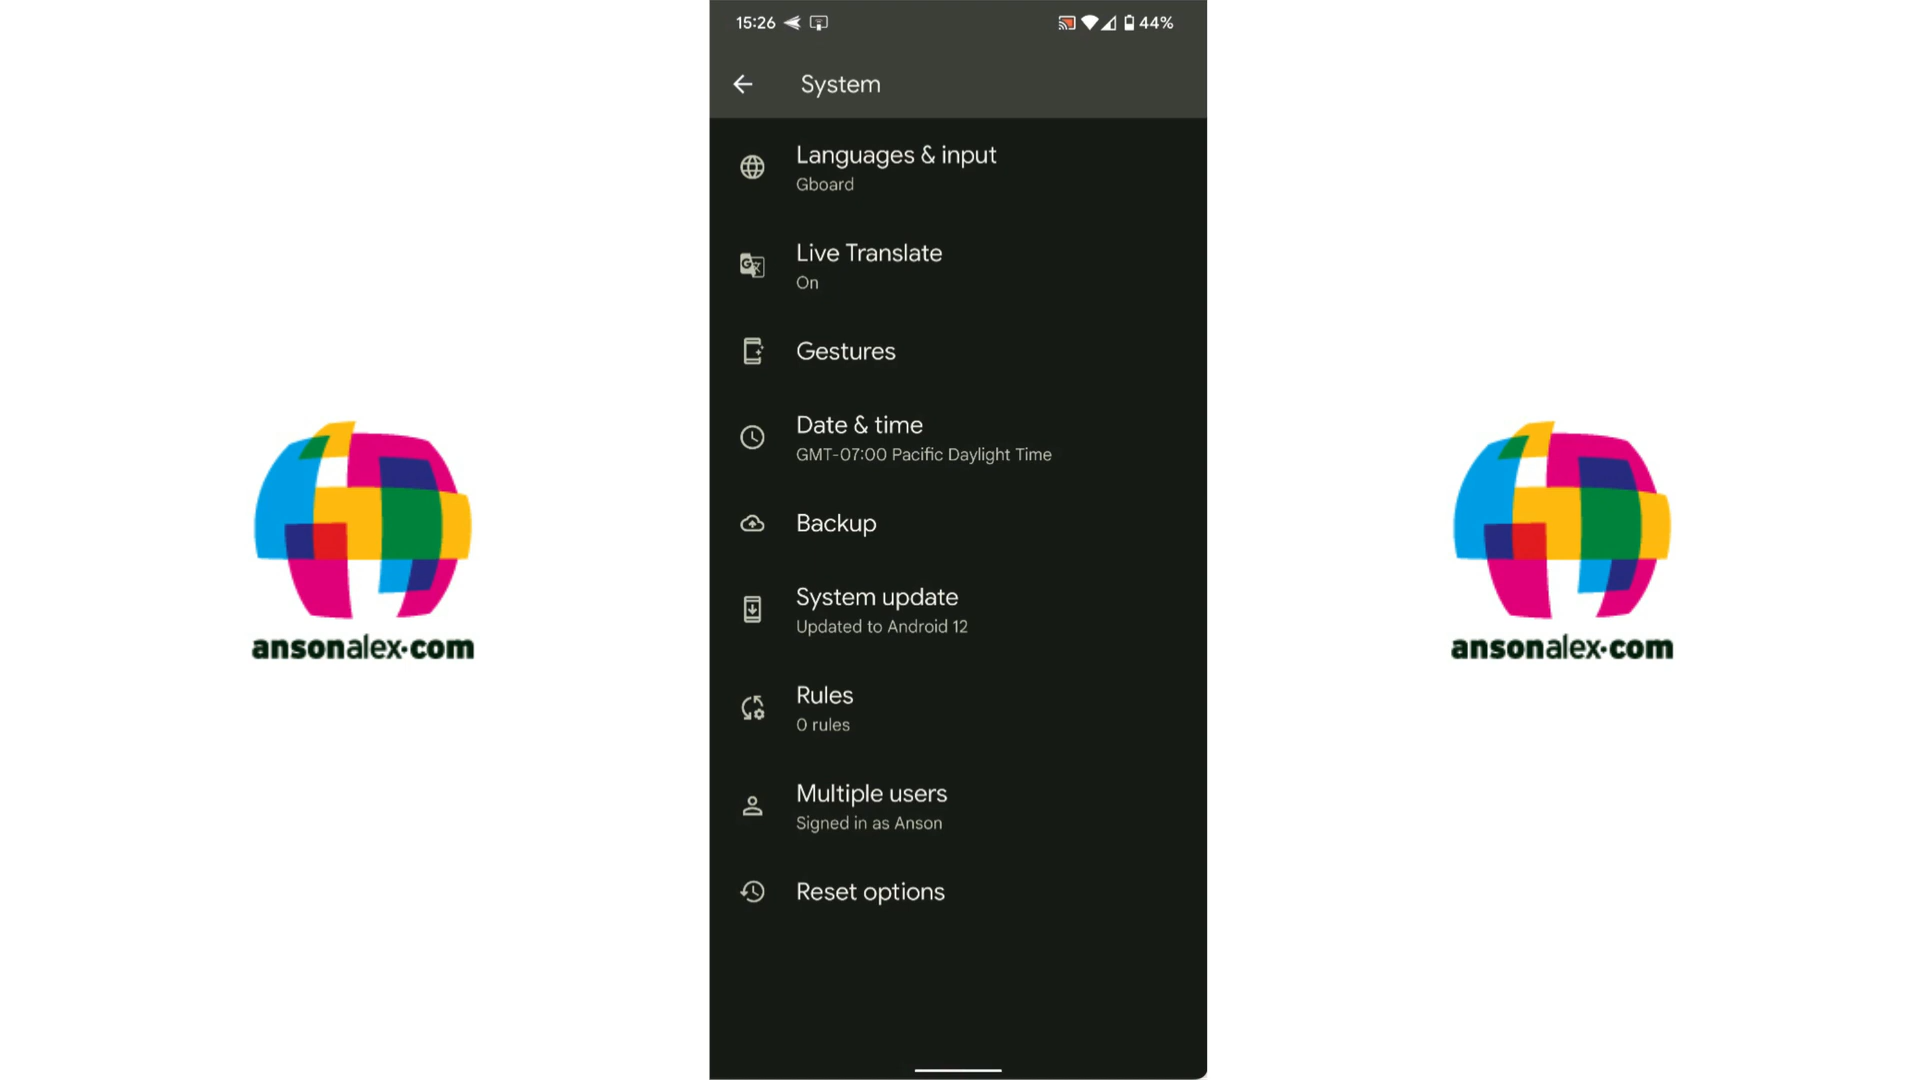 15:26
44%
System
Languages & input
Gboard
Live Translate
On
Gestures
Date & time
GMT-07:00 Pacific Daylight Time
Backup
System update
Updated to Android 12
Rules
0 rules
Multiple users
Signed in as Anson
Reset options
ansonalex.com
ansonalex.com